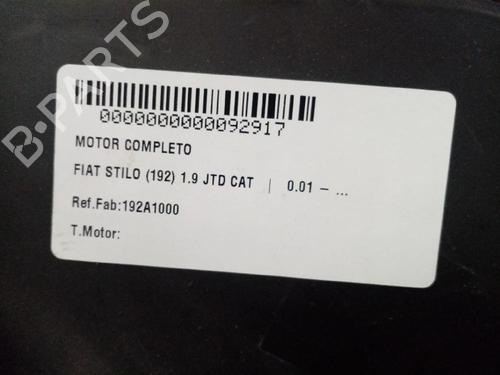 B-PARTS
0000000000092917
MOTOR COMPLETO
FIAT STILO (192) 1.9 JTD CAT | 0.01 – ...
Ref.Fab:192A1000
T.Motor: